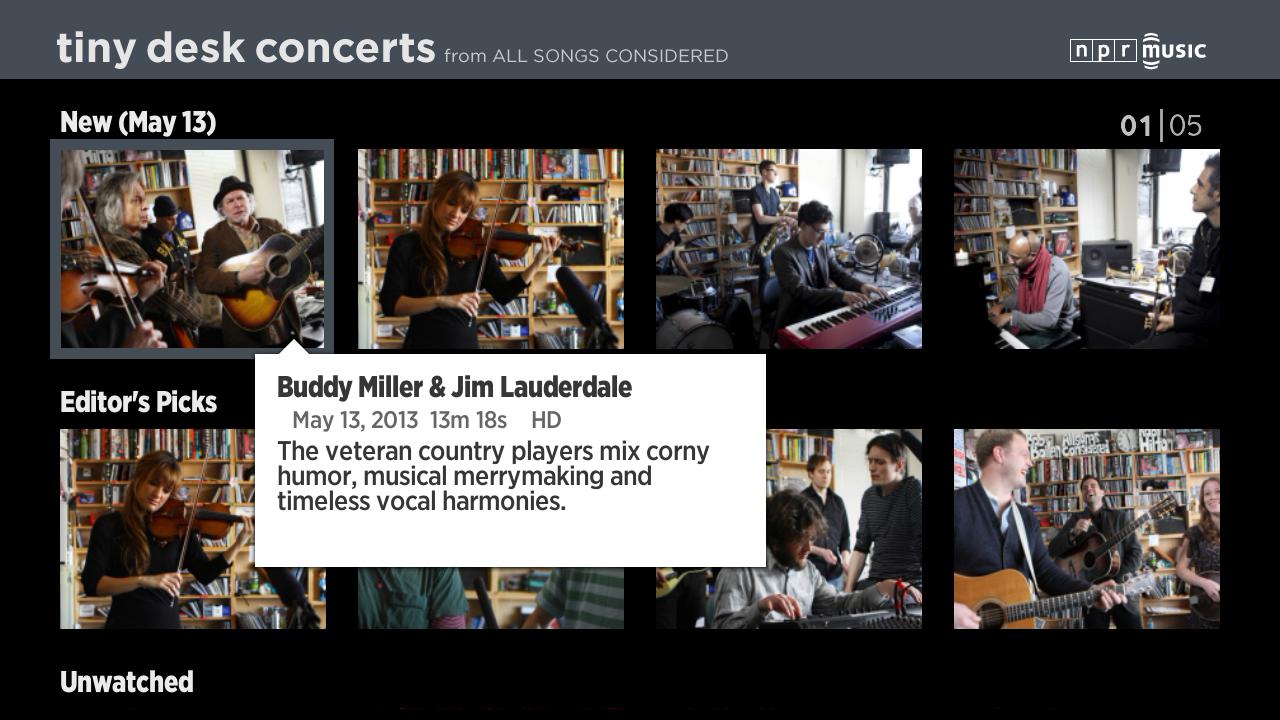 tiny desk concerts from ALL SONGS CONSIDERED
npr music
New (May 13)
01|05
Buddy Miller & Jim Lauderdale
May 13, 2013 13m 18s HD
The veteran country players mix corny
humor, musical merrymaking and
timeless vocal harmonies.
Editor's Picks
Unwatched